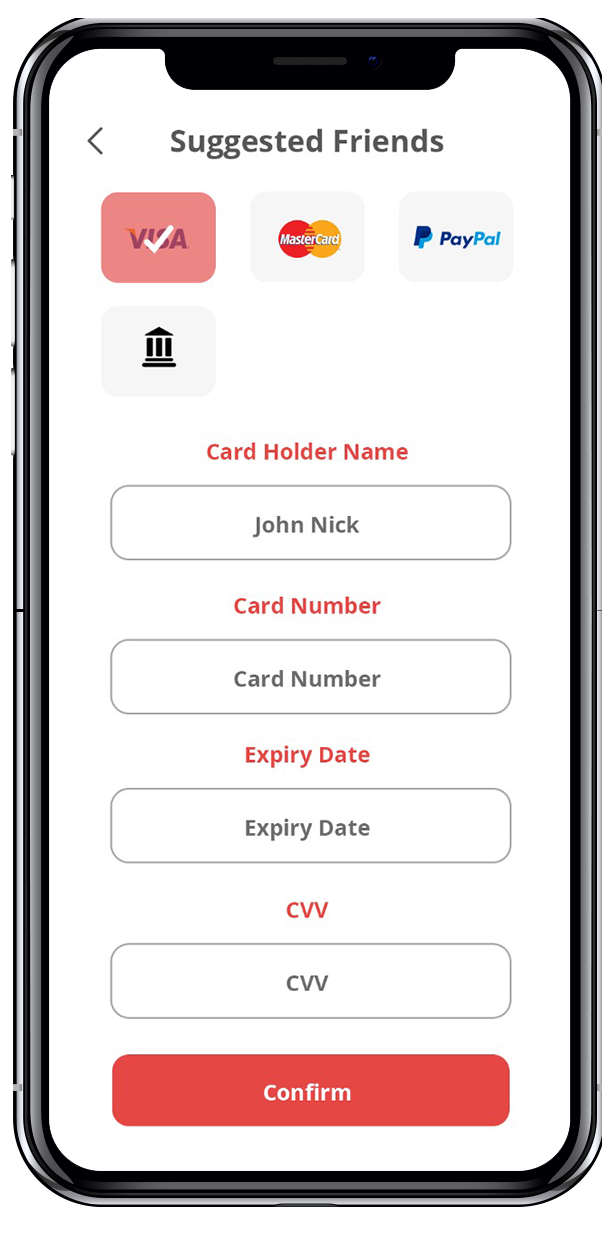 Suggested Friends
VISA
MasterCard
PayPal
Card Holder Name
John Nick
Card Number
Card Number
Expiry Date
Expiry Date
CVV
CVV
Confirm